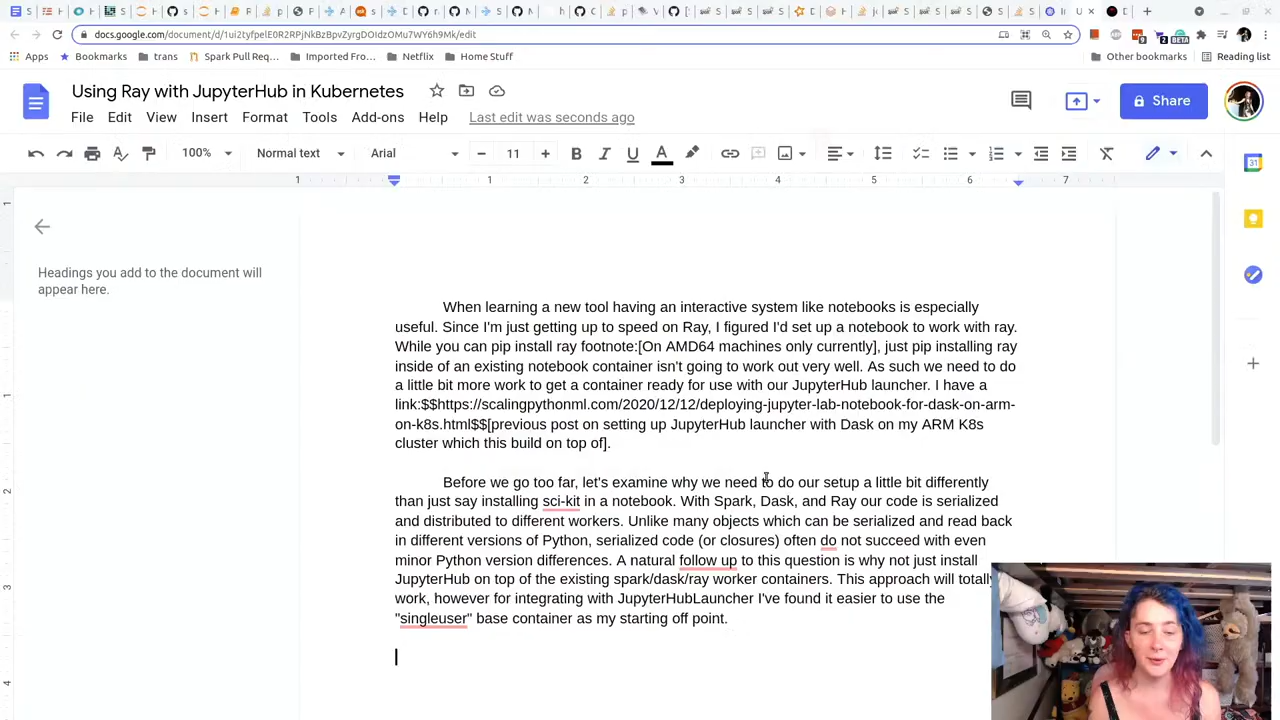 docs.google.com/document/d/1ui2tyfpelE0R2RPjNkBzBpvZyrgDOIdzOMu7WY6h9Mk/edit
Apps Bookmarks trans Spark Pull Req... Imported Fro... Netflix Home Stuff Other bookmarks Reading list
Using Ray with JupyterHub in Kubernetes
File Edit View Insert Format Tools Add-ons Help Last edit was seconds ago
Share
100% Normal text Arial 11
1 1 2 3 4 5 6 7
Headings you add to the document will
appear here.
When learning a new tool having an interactive system like notebooks is especially
useful. Since I'm just getting up to speed on Ray, I figured I'd set up a notebook to work with ray.
While you can pip install ray footnote:[On AMD64 machines only currently], just pip installing ray
inside of an existing notebook container isn't going to work out very well. As such we need to do
a little bit more work to get a container ready for use with our JupyterHub launcher. I have a
link:$$https://scalingpythonml.com/2020/12/12/deploying-jupyter-lab-notebook-for-dask-on-arm-
on-k8s.html$$[previous post on setting up JupyterHub launcher with Dask on my ARM K8s
cluster which this build on top of].
Before we go too far, let's examine why we need to do our setup a little bit differently
than just say installing sci-kit in a notebook. With Spark, Dask, and Ray our code is serialized
and distributed to different workers. Unlike many objects which can be serialized and read back
in different versions of Python, serialized code (or closures) often do not succeed with even
minor Python version differences. A natural follow up to this question is why not just install
JupyterHub on top of the existing spark/dask/ray worker containers. This approach will totally
work, however for integrating with JupyterHubLauncher I've found it easier to use the
"singleuser" base container as my starting off point.